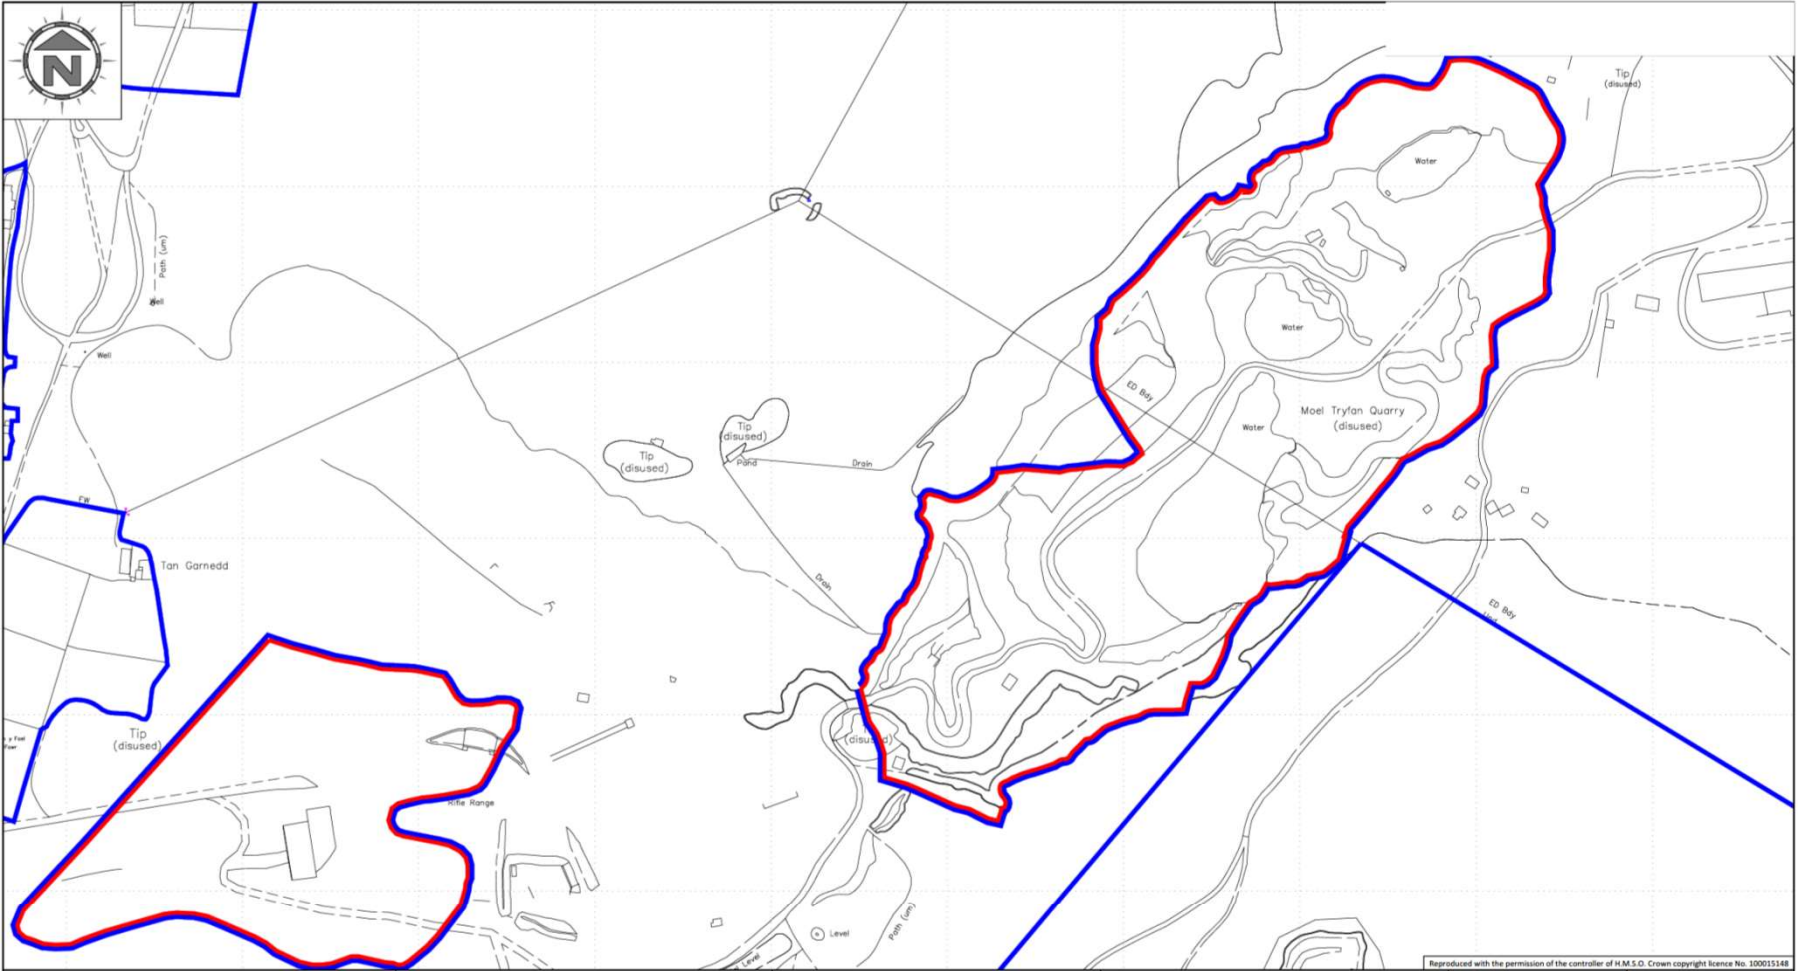 N
Tip
(disused)
Water
Path (um)
Well
Water
Well
ED Bdy
Moel Tryfan Quarry
(disused)
Water
Tip
(disused)
Tip
(disused)
Pond
Drain
FW
Tan Garnedd
Drain
ED Bdy
Und
Tip
(disused)
y Foel
(disused)
Rifle Range
Path (um)
Level
Level
Reproduced with the permission of the controller of H.M.S.O. Crown copyright licence No. 100015148